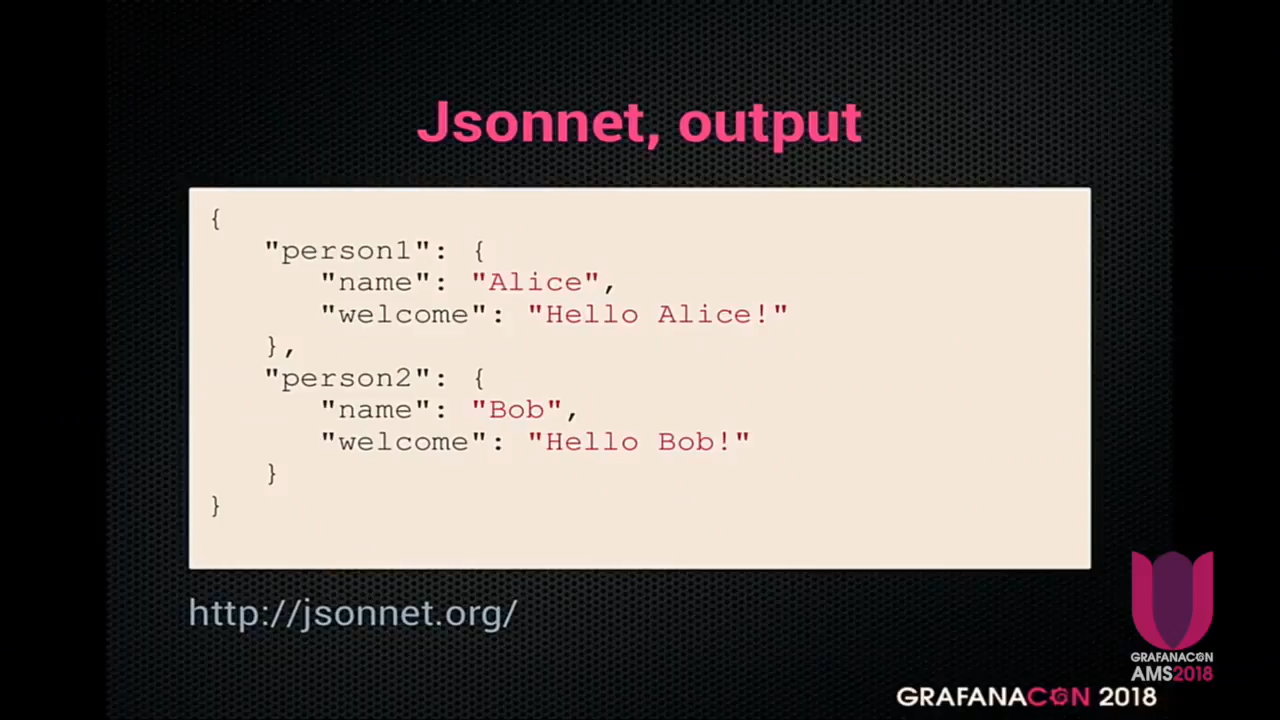 Jsonnet, output
{
   "person1": {
      "name": "Alice",
      "welcome": "Hello Alice!"
   },
   "person2": {
      "name": "Bob",
      "welcome": "Hello Bob!"
   }
}
http://jsonnet.org/
GRAFANACON
AMS2018
GRAFANACON 2018